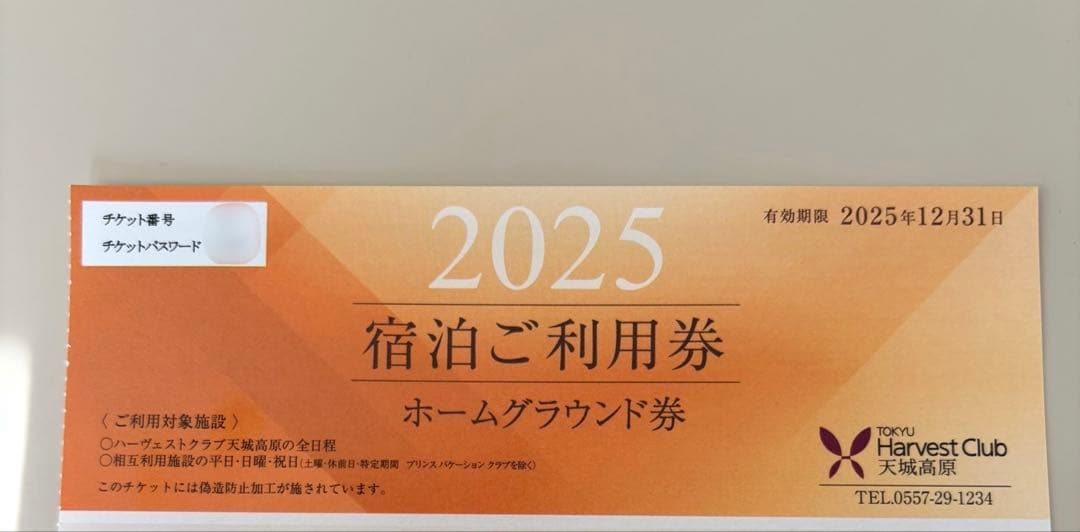 チケット番号
チケットパスワード
2025
有効期限 2025年12月31日
宿泊ご利用券
ホームグラウンド券
〈ご利用対象施設〉
○ハーヴェストクラブ天城高原の全日程
○相互利用施設の平日・日曜・祝日(土曜・休前日・特定期間 プリンス バケーション クラブを除く)
このチケットには偽造防止加工が施されています。
TOKYU
Harvest Club
天城高原
TEL.0557-29-1234